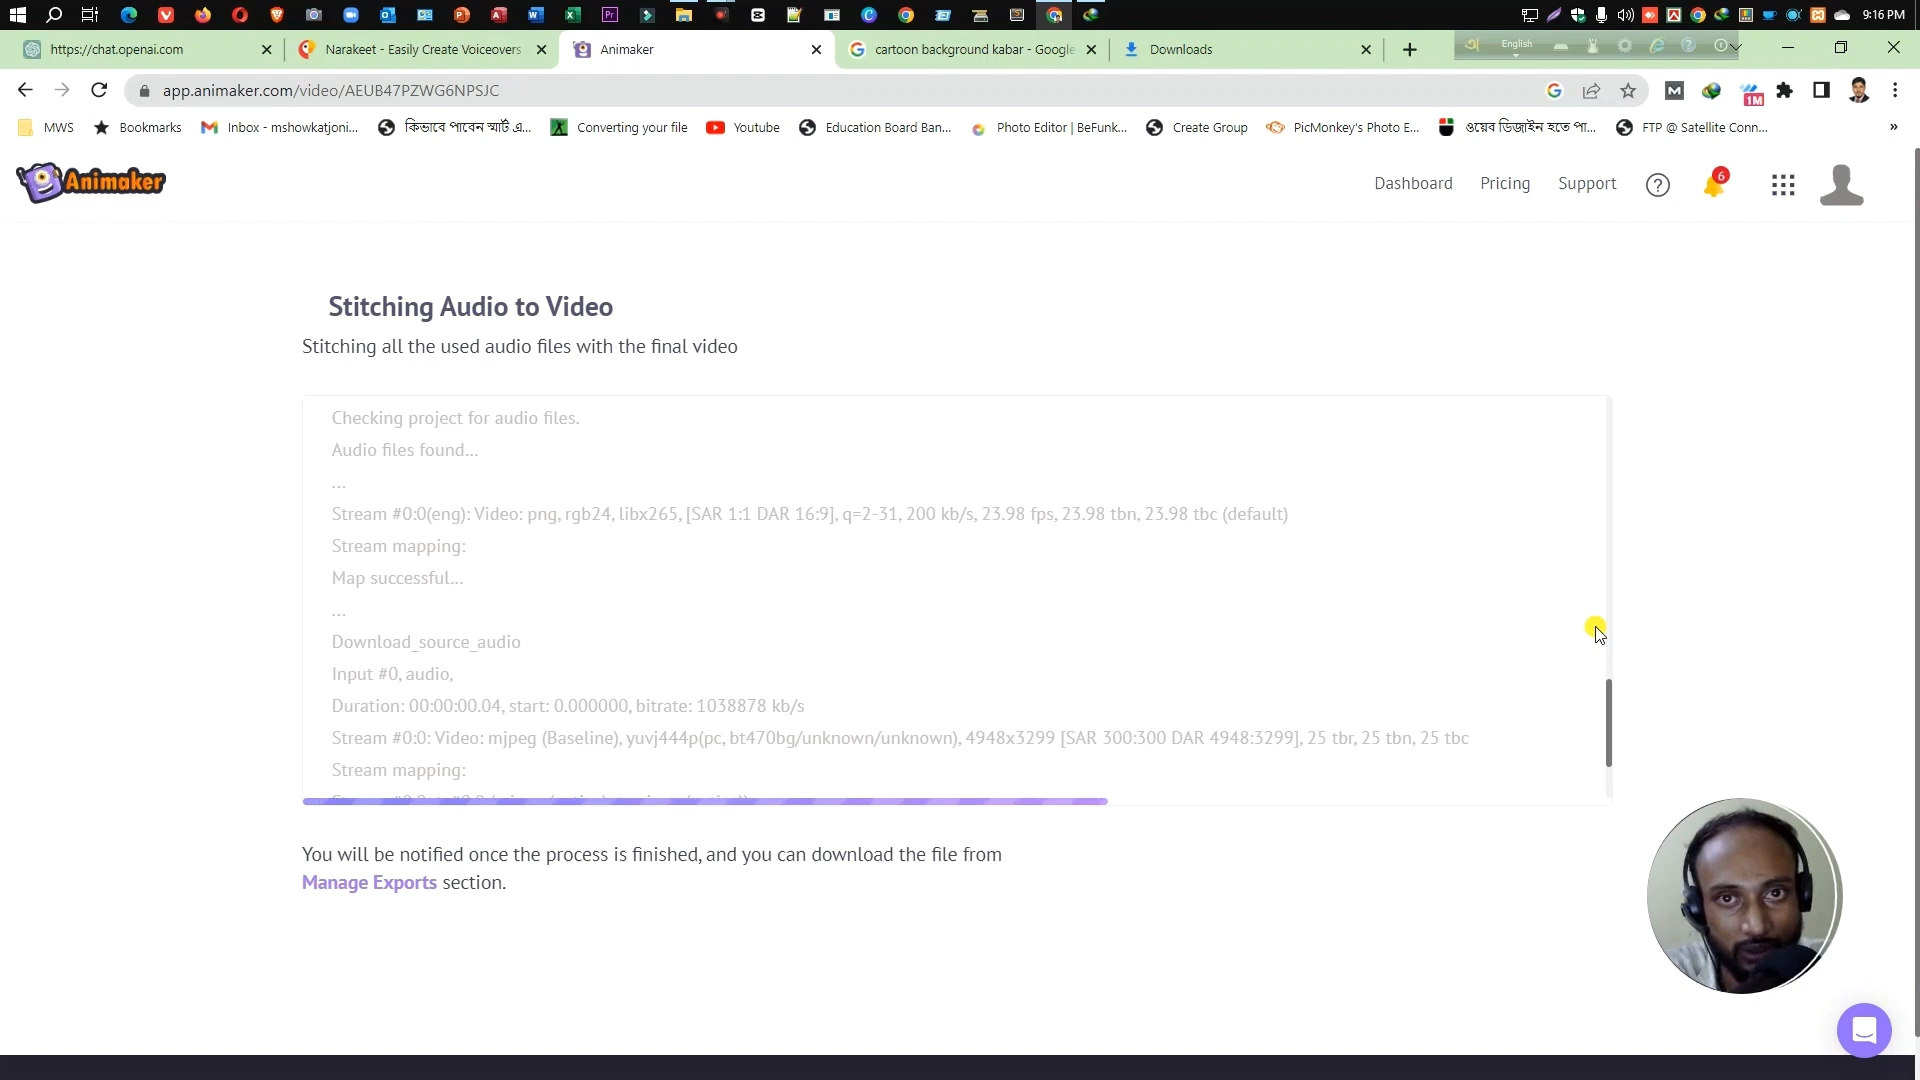 9:16 PM
https://chat.openai.com
Narakeet - Easily Create Voiceovers
Animaker
cartoon background kabar - Google
Downloads
English
app.animaker.com/video/AEUB47PZWG6NPSJC
1M
MWS
Bookmarks
Inbox - mshowkatjoni...
কিভাবে পাবেন স্মার্ট এ...
Converting your file
Youtube
Education Board Ban...
Photo Editor | BeFunk...
Create Group
PicMonkey's Photo E...
ওয়েব ডিজাইন হতে পা...
FTP @ Satellite Conn...
»
Animaker
Dashboard
Pricing
Support
6
Stitching Audio to Video
Stitching all the used audio files with the final video
Checking project for audio files.
Audio files found...
...
Stream #0:0(eng): Video: png, rgb24, libx265, [SAR 1:1 DAR 16:9], q=2-31, 200 kb/s, 23.98 fps, 23.98 tbn, 23.98 tbc (default)
Stream mapping:
Map successful...
...
Download_source_audio
Input #0, audio,
Duration: 00:00:00.04, start: 0.000000, bitrate: 1038878 kb/s
Stream #0:0: Video: mjpeg (Baseline), yuvj444p(pc, bt470bg/unknown/unknown), 4948x3299 [SAR 300:300 DAR 4948:3299], 25 tbr, 25 tbn, 25 tbc
Stream mapping:
You will be notified once the process is finished, and you can download the file from
Manage Exports section.